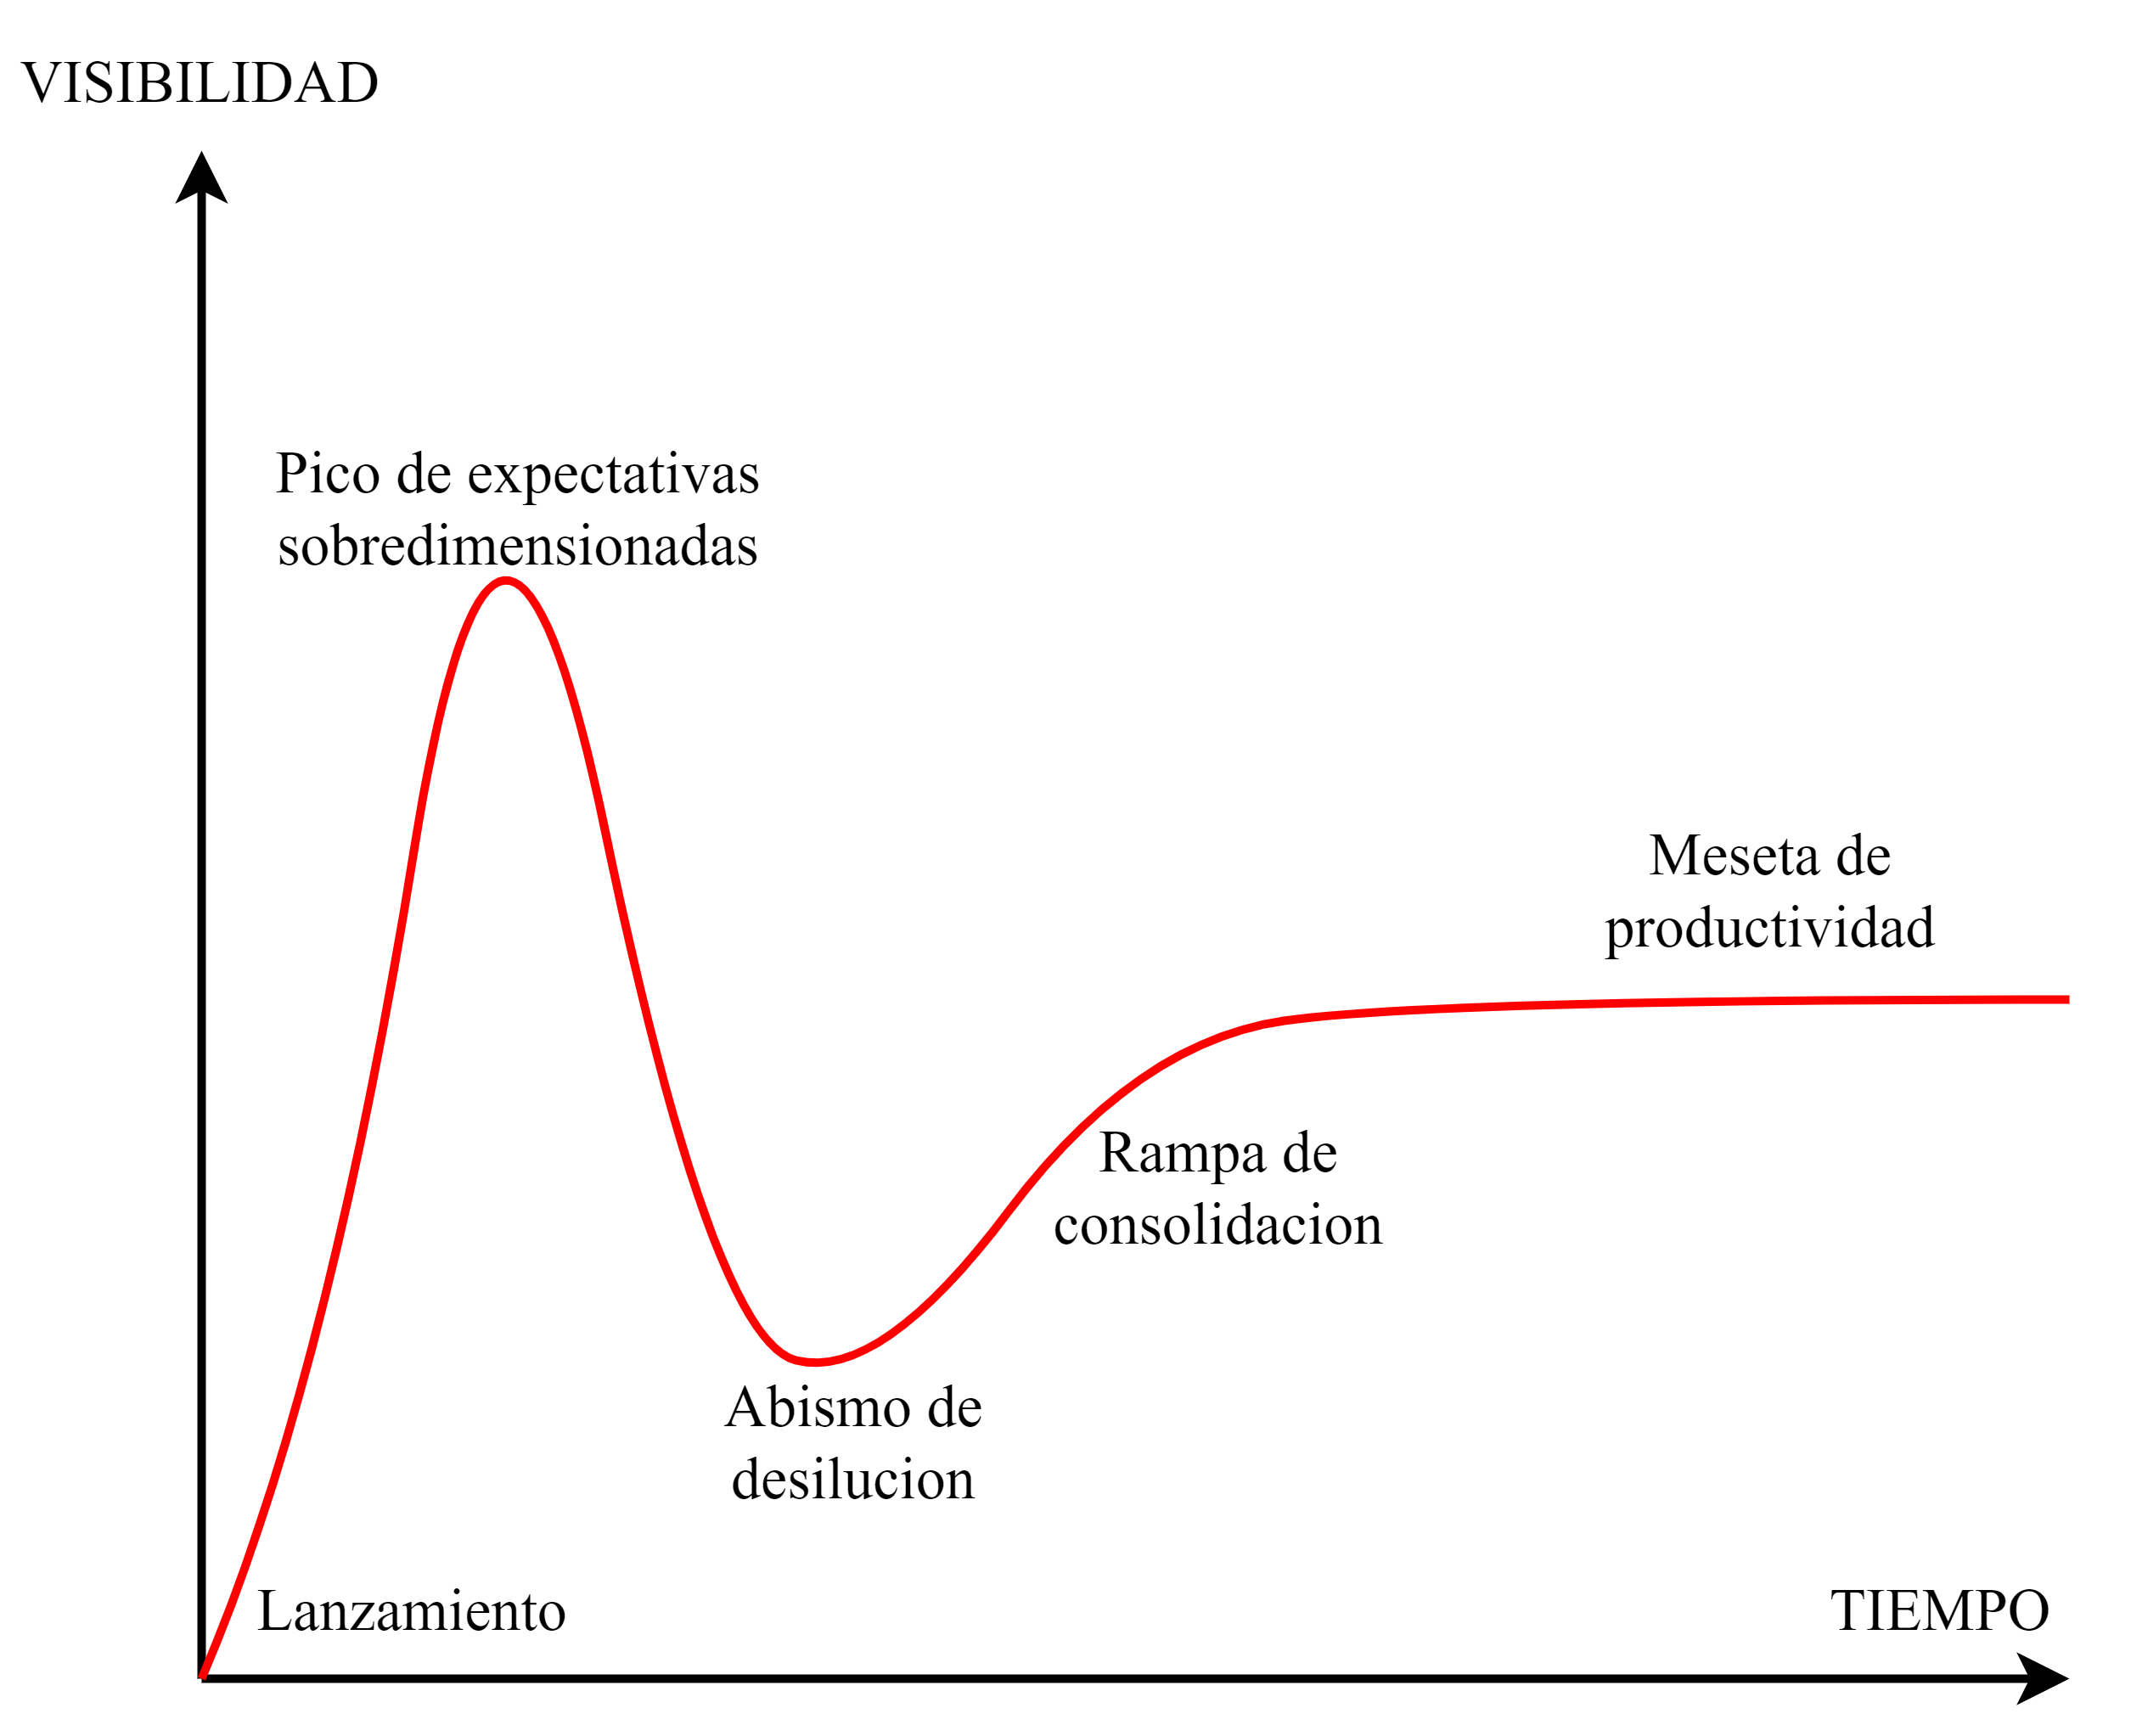 VISIBILIDAD
Pico de expectativas
sobredimensionadas
Meseta de
productividad
Rampa de
consolidacion
Abismo de
desilucion
Lanzamiento
TIEMPO